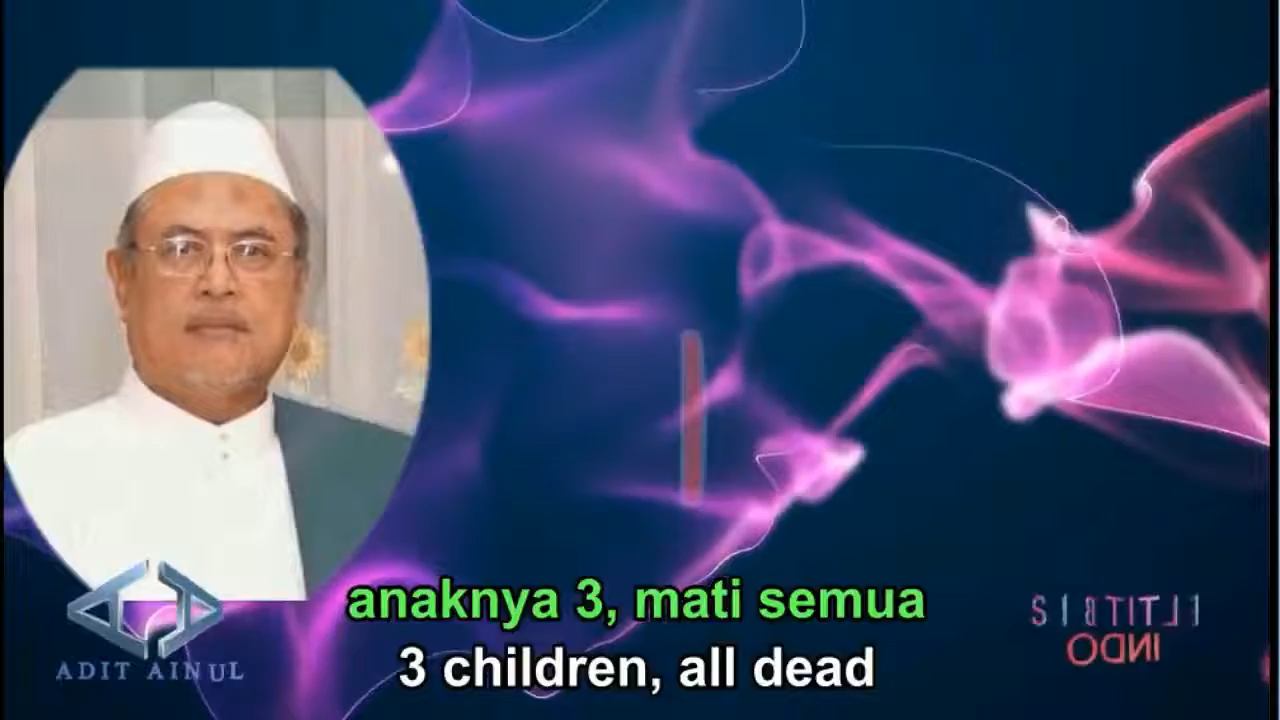 anaknya 3, mati semua
3 children, all dead
ADIT AINUL
INDO